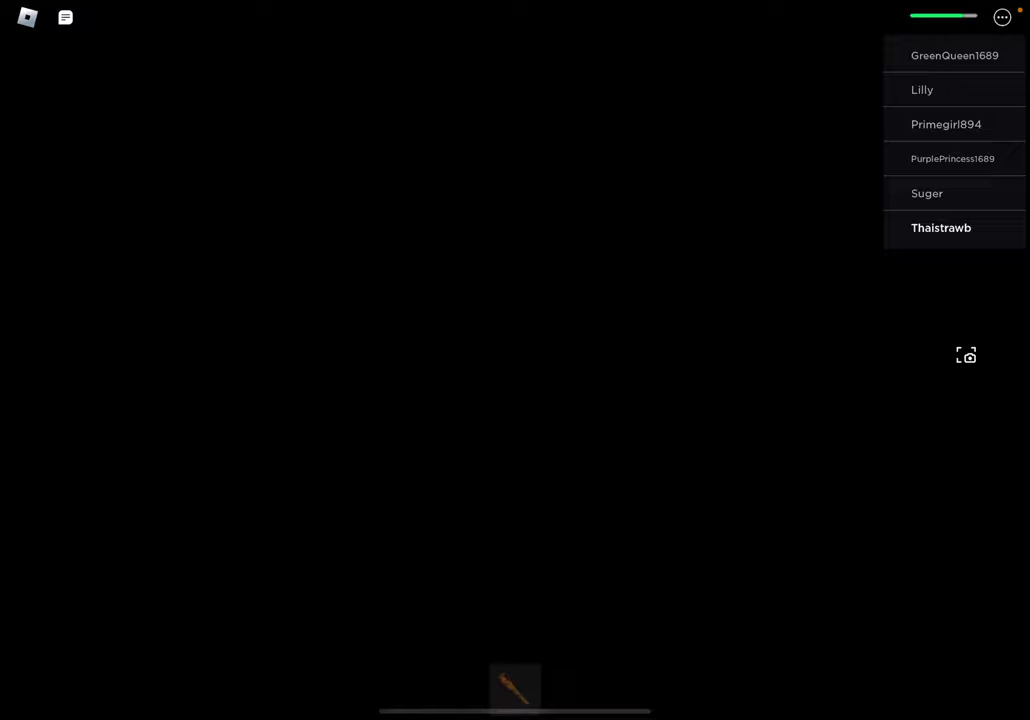 GreenQueen1689
Lilly
Primegirl894
PurplePrincess1689
Suger
Thaistrawb